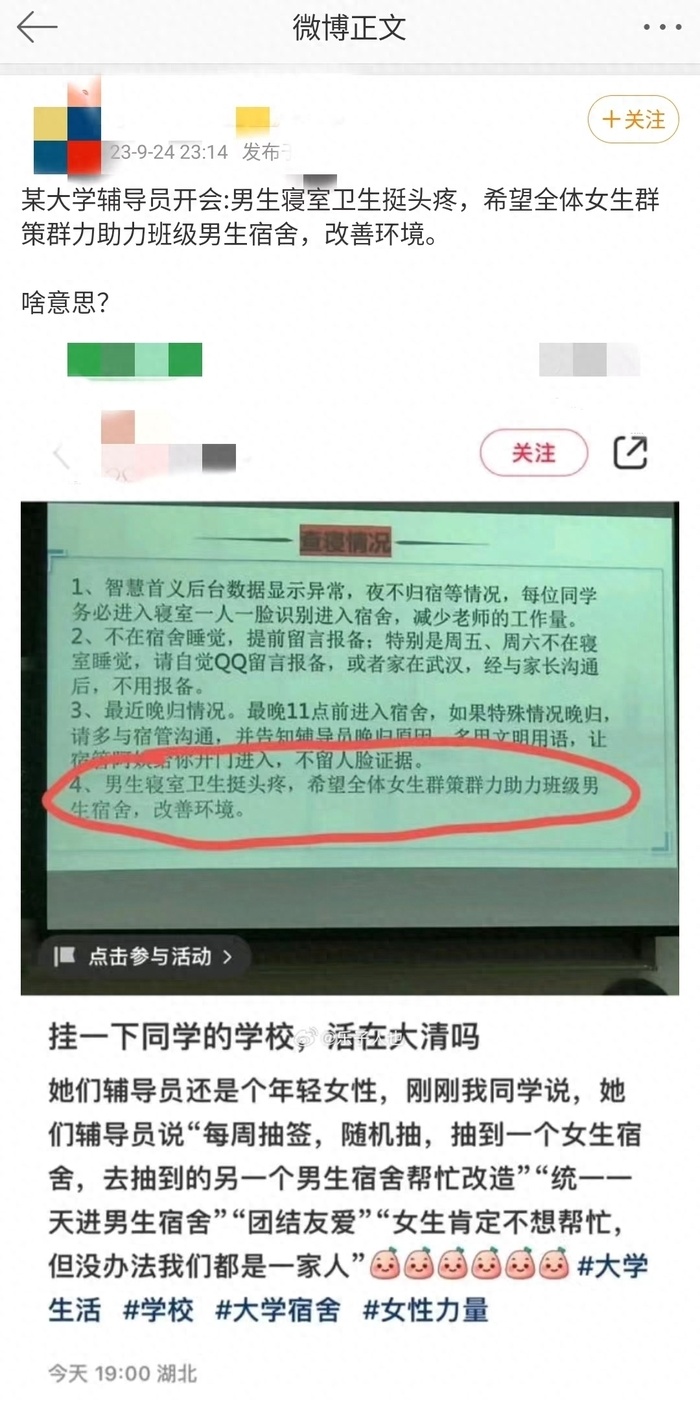 微博正文
+关注
23-9-24 23:14 发布于
某大学辅导员开会:男生寝室卫生挺头疼，希望全体女生群
策群力助力班级男生宿舍，改善环境。
啥意思？
关注
查寝情况
1、智慧首义后台数据显示异常，夜不归宿等情况，每位同学
务必进入寝室一人一脸识别进入宿舍，减少老师的工作量。
2、不在宿舍睡觉，提前留言报备；特别是周五、周六不在寝
室睡觉，请自觉QQ留言报备，或者家在武汉，经与家长沟通
后，不用报备。
3、最近晚归情况。最晚11点前进入宿舍，如果特殊情况晚归，
请多与宿管沟通，并告知辅导员晚归原因，多用文明用语，让
宿管阿姨给你开门进入，不留人脸证据。
4、男生寝室卫生挺头疼，希望全体女生群策群力助力班级男
生宿舍，改善环境。
点击参与活动 >
挂一下同学的学校，活在大清吗
她们辅导员还是个年轻女性，刚刚我同学说，她
们辅导员说“每周抽签，随机抽，抽到一个女生宿
舍，去抽到的另一个男生宿舍帮忙改造”“统一一
天进男生宿舍”“团结友爱”“女生肯定不想帮忙，
但没办法我们都是一家人” #大学
生活 #学校 #大学宿舍 #女性力量
今天 19:00 湖北